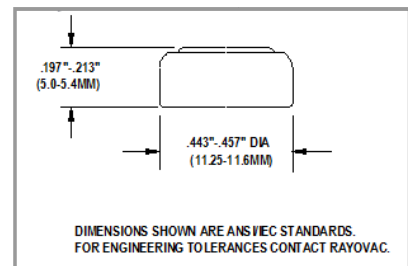 .197"-.213"
(5.0-5.4MM)
.443"-.457" DIA
(11.25-11.6MM)
DIMENSIONS SHOWN ARE ANSI/IEC STANDARDS.
FOR ENGINEERING TOLERANCES CONTACT RAYOVAC.